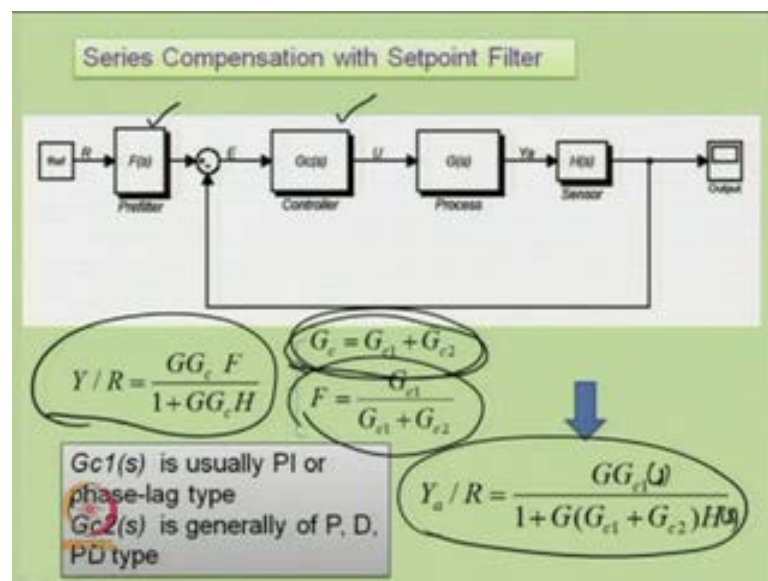 Series Compensation with Setpoint Filter
Ref
R
F(s)
Prefilter
E
Gc(s)
Controller
U
G(s)
Process
Ya
H(s)
Sensor
Output
Y / R = GG_c F / 1 + GG_c H
G_c = G_c1 + G_c2
F = G_c1 / G_c1 + G_c2
Gc1(s) is usually PI or
phase-lag type
Gc2(s) is generally of P, D,
PD type
Y_a / R = GG_c1(s) / 1 + G(G_c1 + G_c2)H(s)